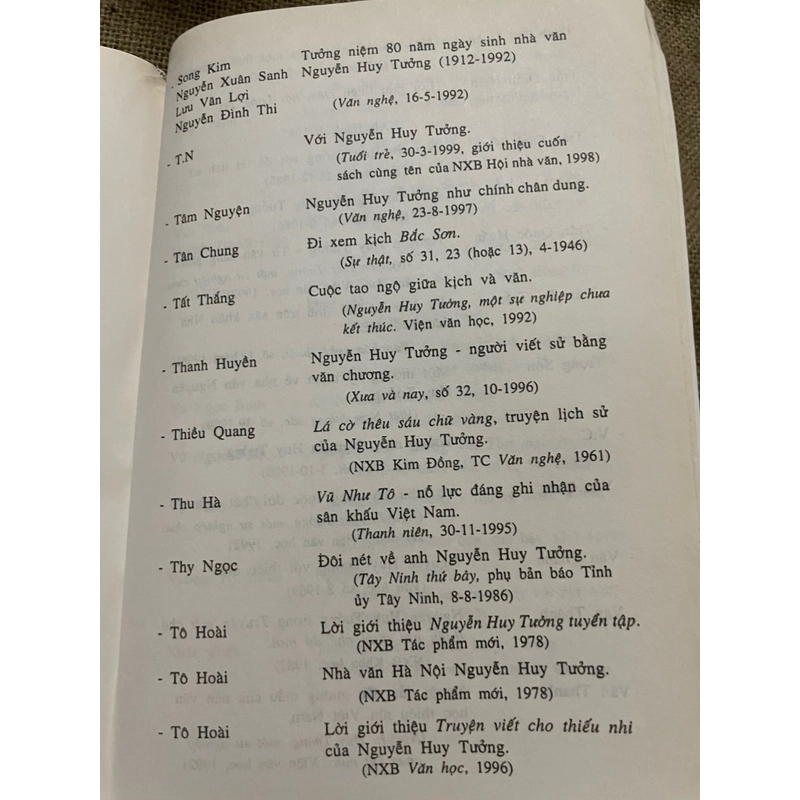 - Song Kim Tưởng niệm 80 năm ngày sinh nhà văn
Nguyễn Xuân Sanh Nguyễn Huy Tưởng (1912-1992)
Lưu Văn Lợi
Nguyễn Đình Thi (Văn nghệ, 16-5-1992)
- T.N Với Nguyễn Huy Tưởng.
(Tuổi trẻ, 30-3-1999, giới thiệu cuốn
sách cùng tên của NXB Hội nhà văn, 1998)
- Tâm Nguyện Nguyễn Huy Tưởng như chính chân dung.
(Văn nghệ, 23-8-1997)
- Tân Chung Đi xem kịch Bắc Sơn.
(Sự thật, số 31, 23 (hoặc 13), 4-1946)
- Tất Thắng Cuộc tao ngộ giữa kịch và văn.
(Nguyễn Huy Tưởng, một sự nghiệp chưa
kết thúc. Viện văn học, 1992)
- Thanh Huyền Nguyễn Huy Tưởng - người viết sử bằng
văn chương.
(Xưa và nay, số 32, 10-1996)
- Thiều Quang Lá cờ thêu sáu chữ vàng, truyện lịch sử
của Nguyễn Huy Tưởng.
(NXB Kim Đồng, TC Văn nghệ, 1961)
- Thu Hà Vũ Như Tô - nỗ lực đáng ghi nhận của
sân khấu Việt Nam.
(Thanh niên, 30-11-1995)
- Thy Ngọc Đôi nét về anh Nguyễn Huy Tưởng.
(Tây Ninh thứ bảy, phụ bản báo Tỉnh
ủy Tây Ninh, 8-8-1986)
- Tô Hoài Lời giới thiệu Nguyễn Huy Tưởng tuyển tập.
(NXB Tác phẩm mới, 1978)
- Tô Hoài Nhà văn Hà Nội Nguyễn Huy Tưởng.
(NXB Tác phẩm mới, 1978)
- Tô Hoài Lời giới thiệu Truyện viết cho thiếu nhi
của Nguyễn Huy Tưởng.
(NXB Văn học, 1996)